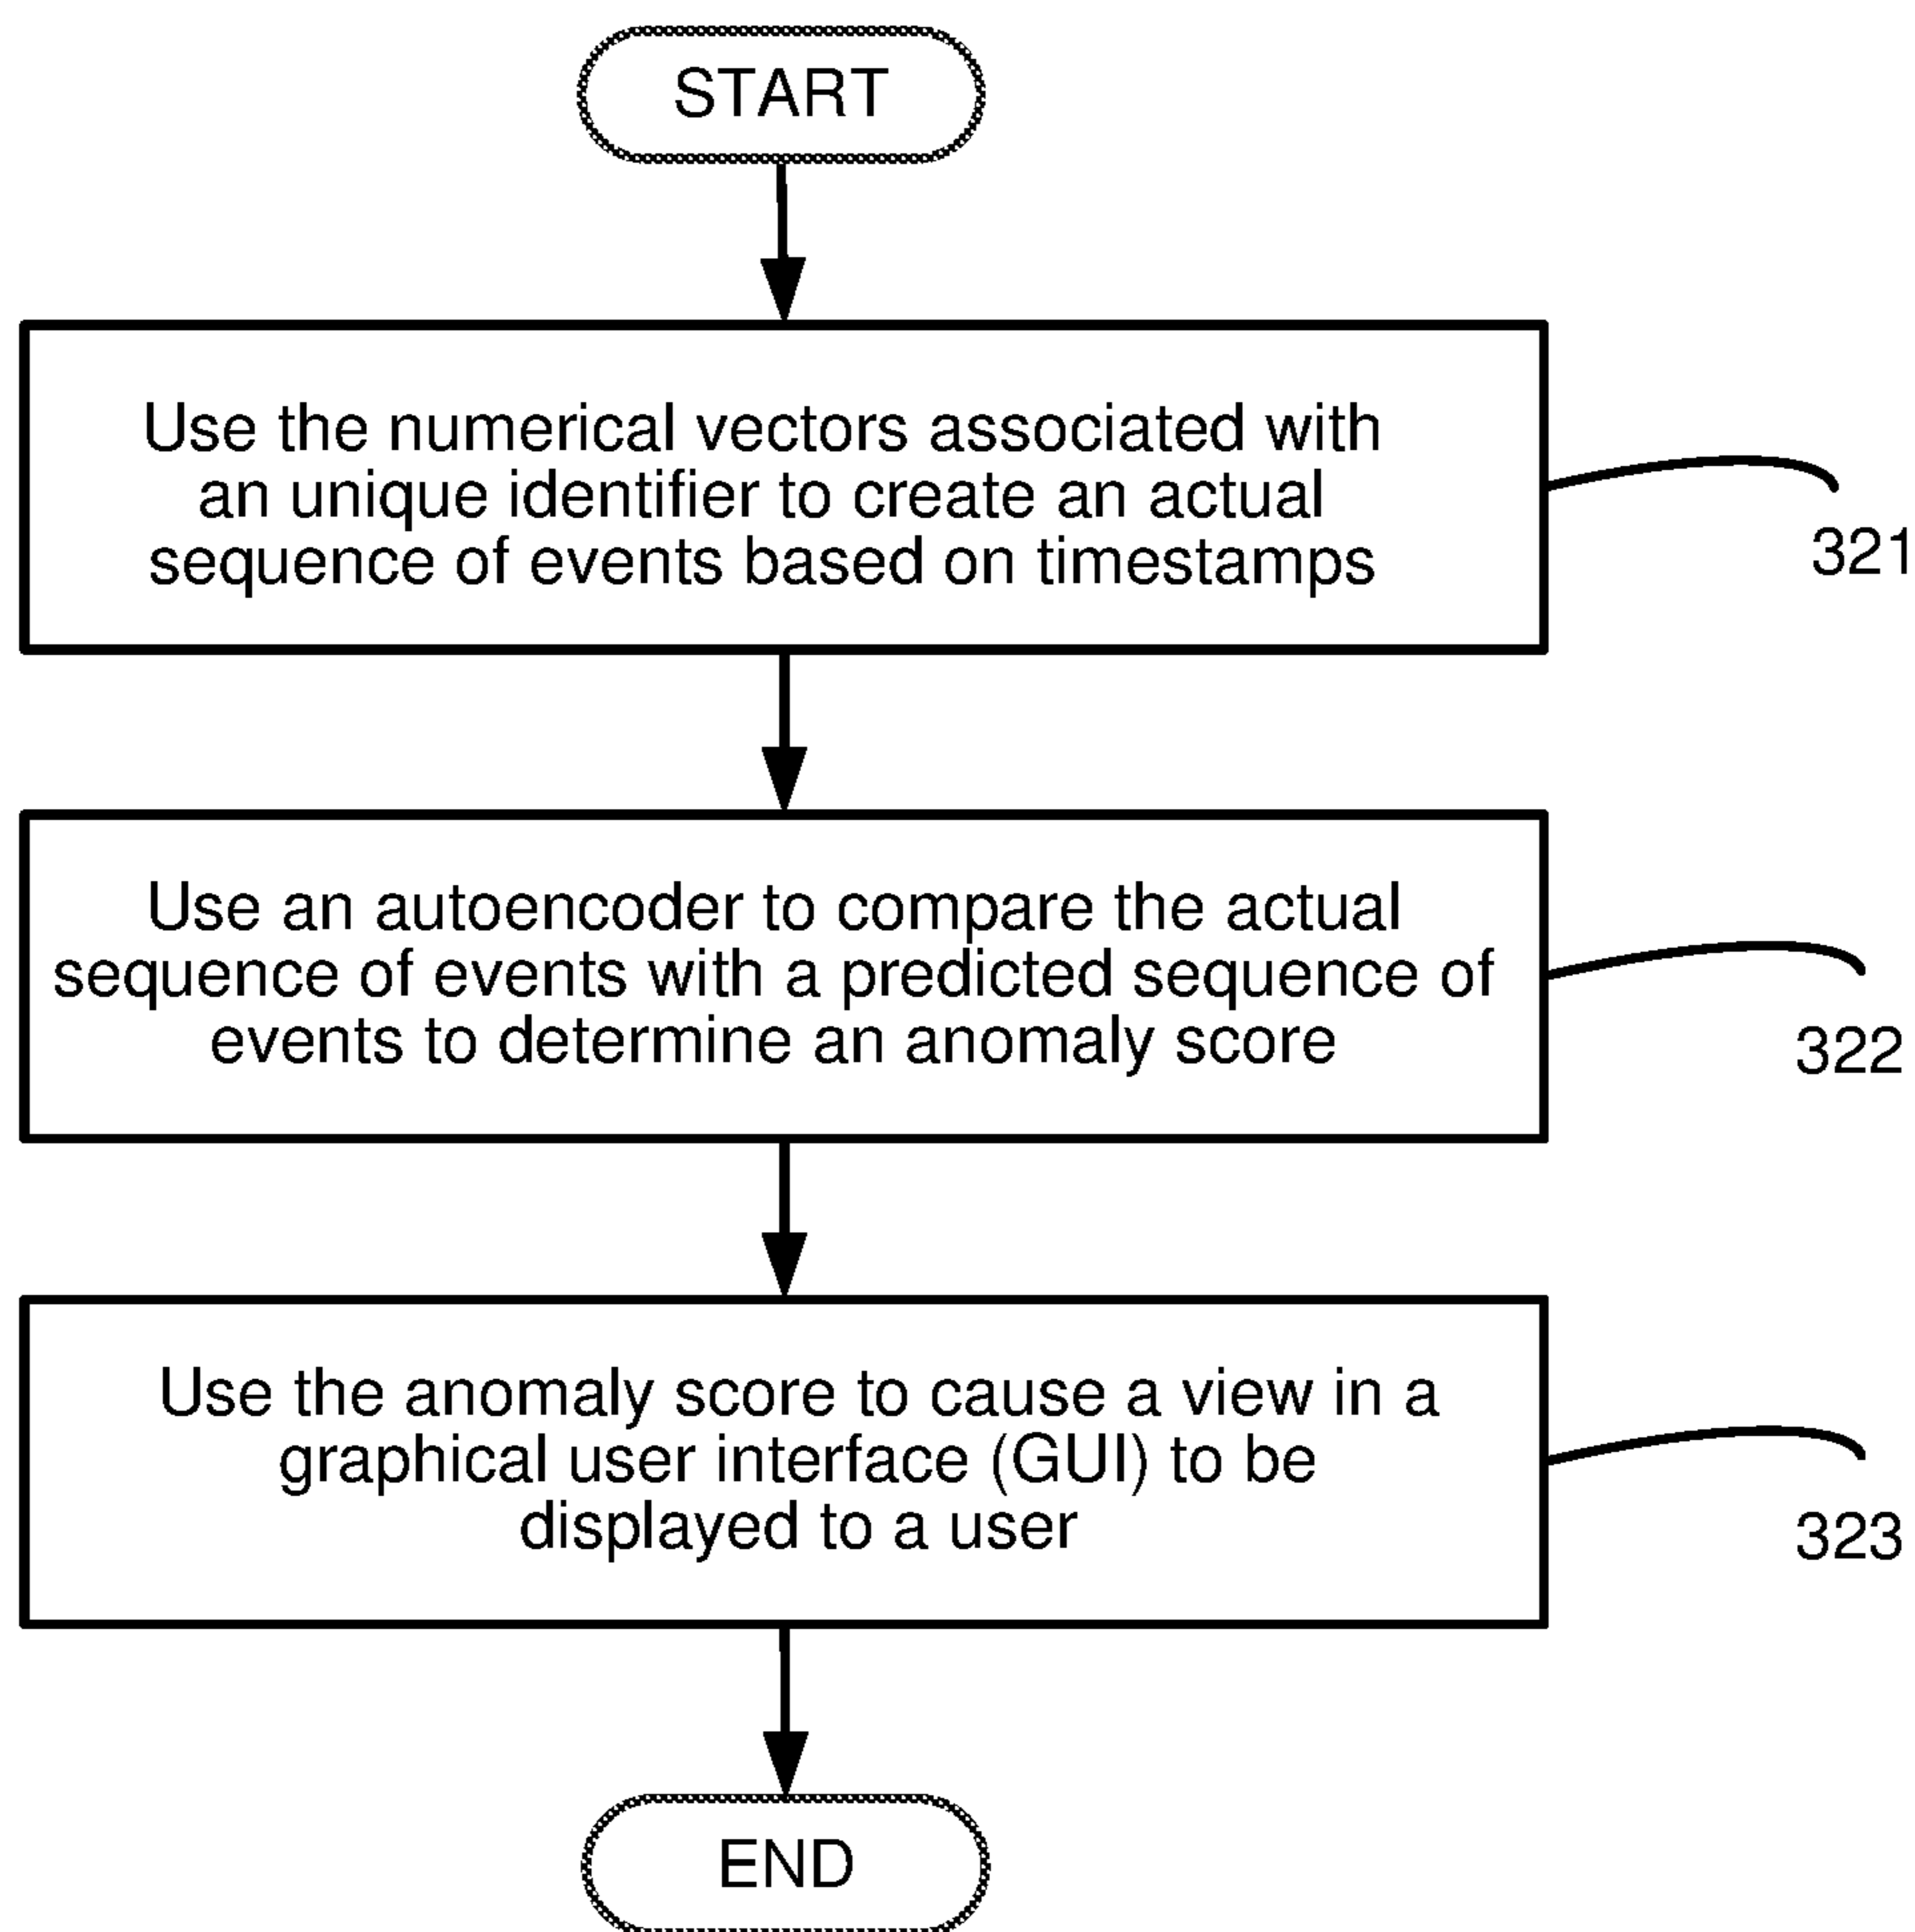 START
Use the numerical vectors associated with
an unique identifier to create an actual
sequence of events based on timestamps
321
Use an autoencoder to compare the actual
sequence of events with a predicted sequence of
events to determine an anomaly score
322
Use the anomaly score to cause a view in a
graphical user interface (GUI) to be
displayed to a user
323
END